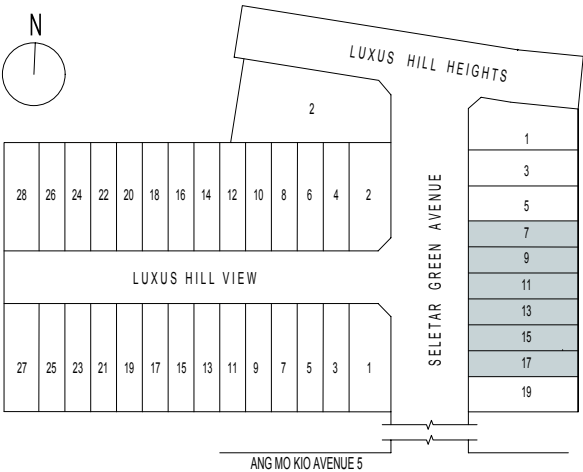 N
LUXUS HILL HEIGHTS
2
1
3
5
7
9
11
13
15
17
19
SELETAR GREEN AVENUE
28 26 24 22 20 18 16 14 12 10 8 6 4 2
LUXUS HILL VIEW
27 25 23 21 19 17 15 13 11 9 7 5 3 1
ANG MO KIO AVENUE 5